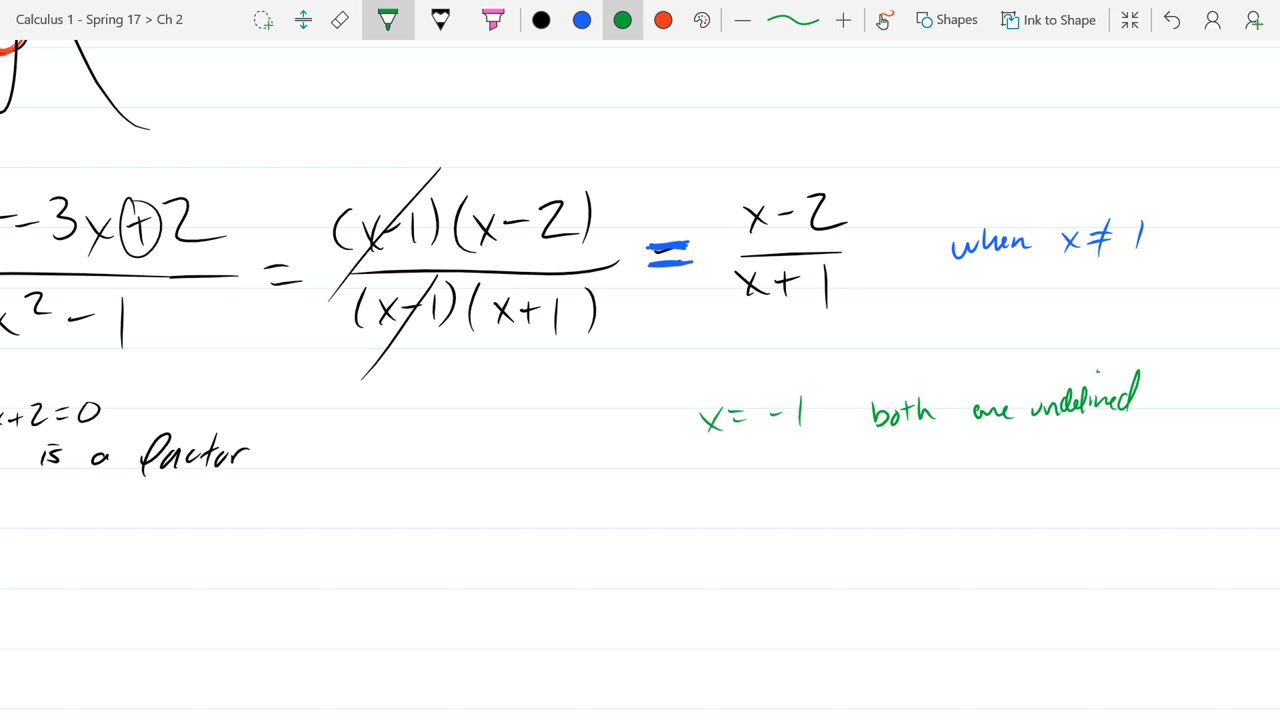 Calculus 1 - Spring 17 > Ch 2
Shapes
Ink to Shape
- 3x + 2 = (x-1)(x-2) = x-2 when x ≠ 1
x² - 1 (x-1)(x+1) x+1
x+2=0
x = -1 both are undefined
is a factor